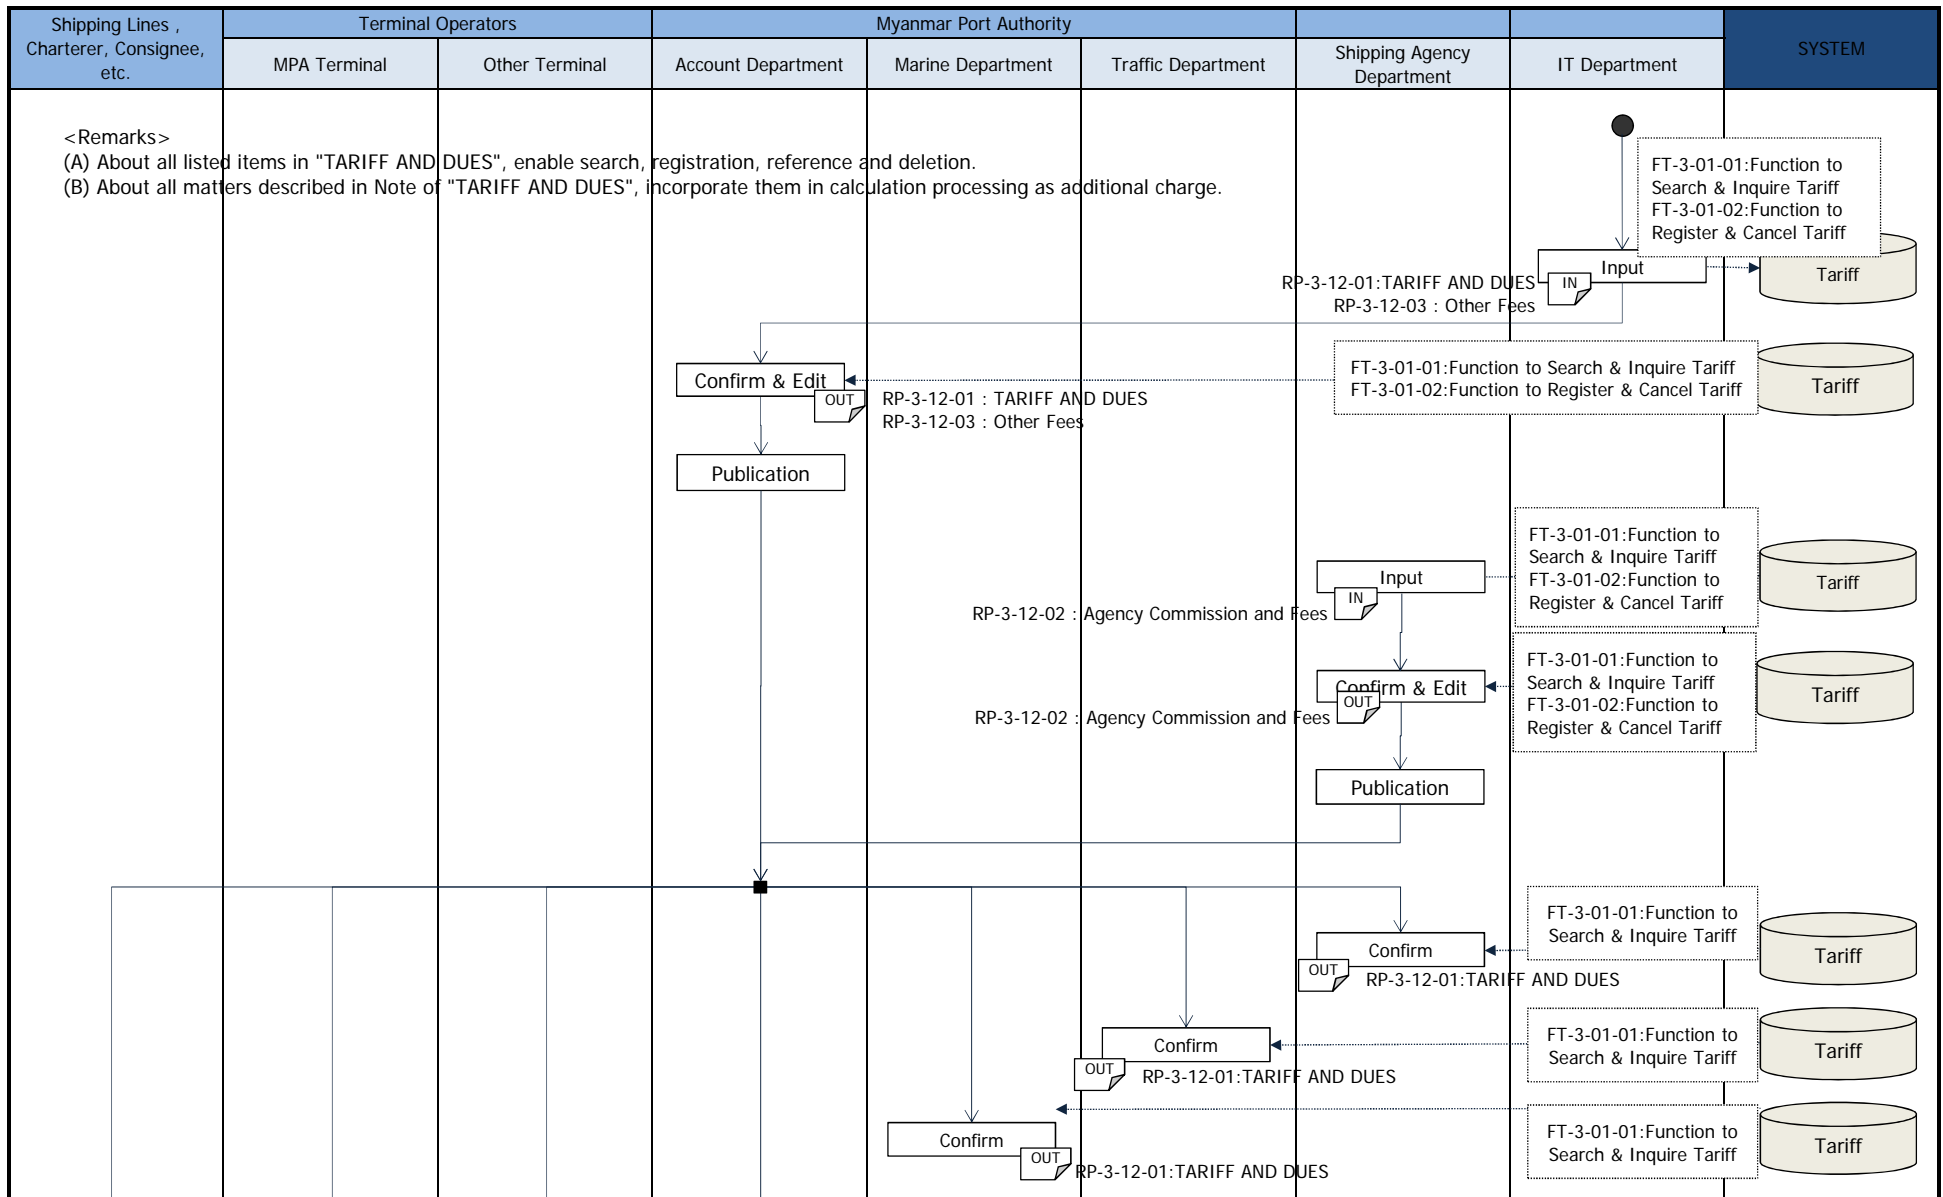 Shipping Lines ,
Charterer, Consignee,
etc.
Terminal Operators
Myanmar Port Authority
SYSTEM
MPA Terminal
Other Terminal
Account Department
Marine Department
Traffic Department
Shipping Agency
Department
IT Department
<Remarks>
(A) About all listed items in "TARIFF AND DUES", enable search, registration, reference and deletion.
(B) About all matters described in Note of "TARIFF AND DUES", incorporate them in calculation processing as additional charge.
FT-3-01-01:Function to
Search & Inquire Tariff
FT-3-01-02:Function to
Register & Cancel Tariff
Input
IN
Tariff
RP-3-12-01:TARIFF AND DUES
RP-3-12-03 : Other Fees
Confirm & Edit
OUT
RP-3-12-01 : TARIFF AND DUES
RP-3-12-03 : Other Fees
FT-3-01-01:Function to Search & Inquire Tariff
FT-3-01-02:Function to Register & Cancel Tariff
Tariff
Publication
FT-3-01-01:Function to
Search & Inquire Tariff
FT-3-01-02:Function to
Register & Cancel Tariff
Input
IN
Tariff
RP-3-12-02 : Agency Commission and Fees
FT-3-01-01:Function to
Search & Inquire Tariff
FT-3-01-02:Function to
Register & Cancel Tariff
Confirm & Edit
OUT
Tariff
RP-3-12-02 : Agency Commission and Fees
Publication
FT-3-01-01:Function to
Search & Inquire Tariff
Confirm
OUT
Tariff
RP-3-12-01:TARIFF AND DUES
FT-3-01-01:Function to
Search & Inquire Tariff
Confirm
OUT
Tariff
RP-3-12-01:TARIFF AND DUES
FT-3-01-01:Function to
Search & Inquire Tariff
Confirm
OUT
Tariff
RP-3-12-01:TARIFF AND DUES